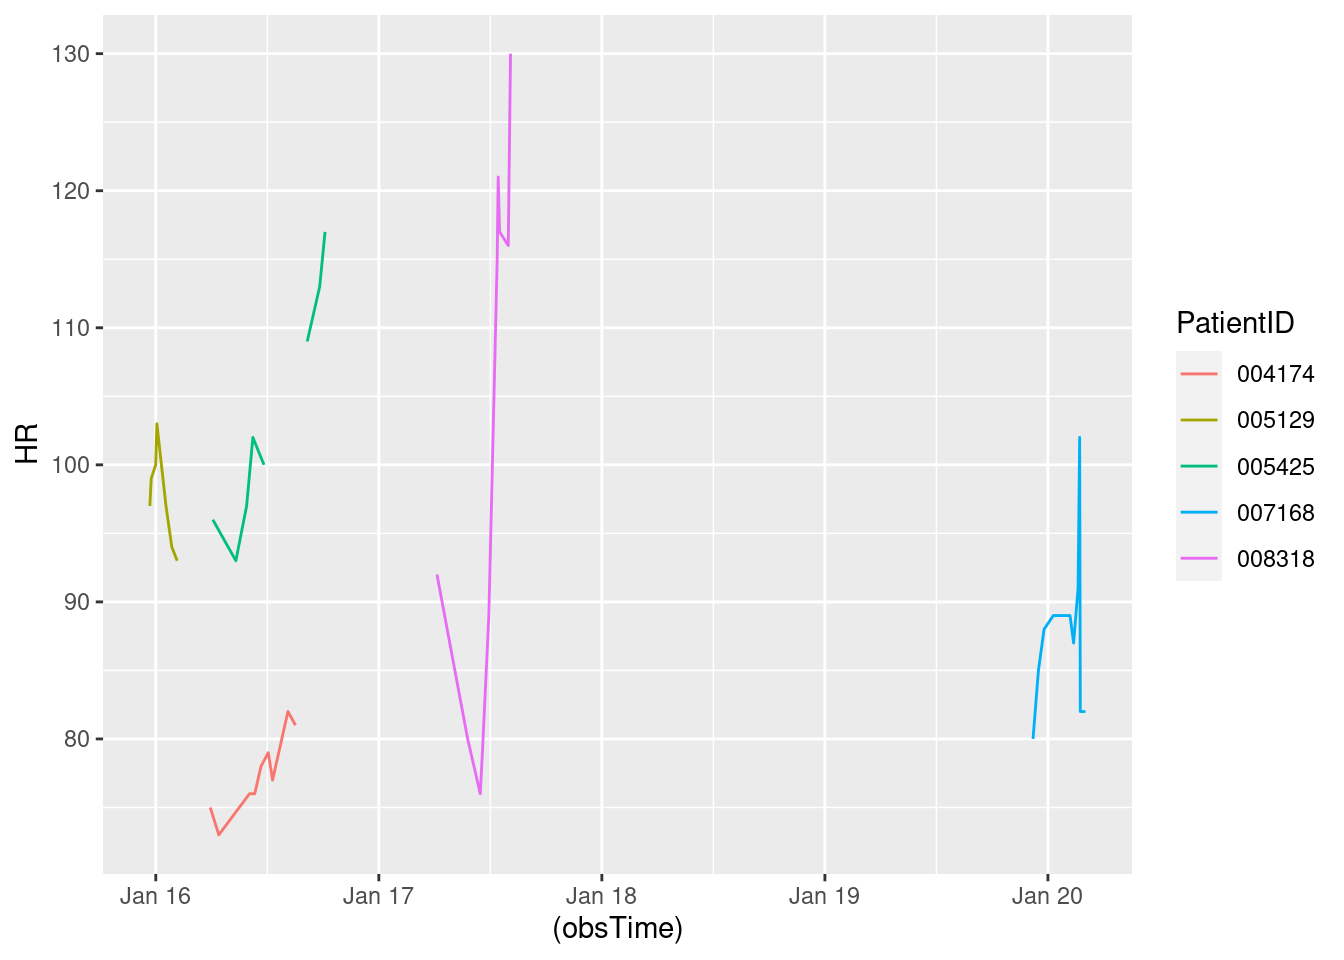 130
120
110
100
90
80
HR
Jan 16
Jan 17
Jan 18
Jan 19
Jan 20
(obsTime)
PatientID
004174
005129
005425
007168
008318